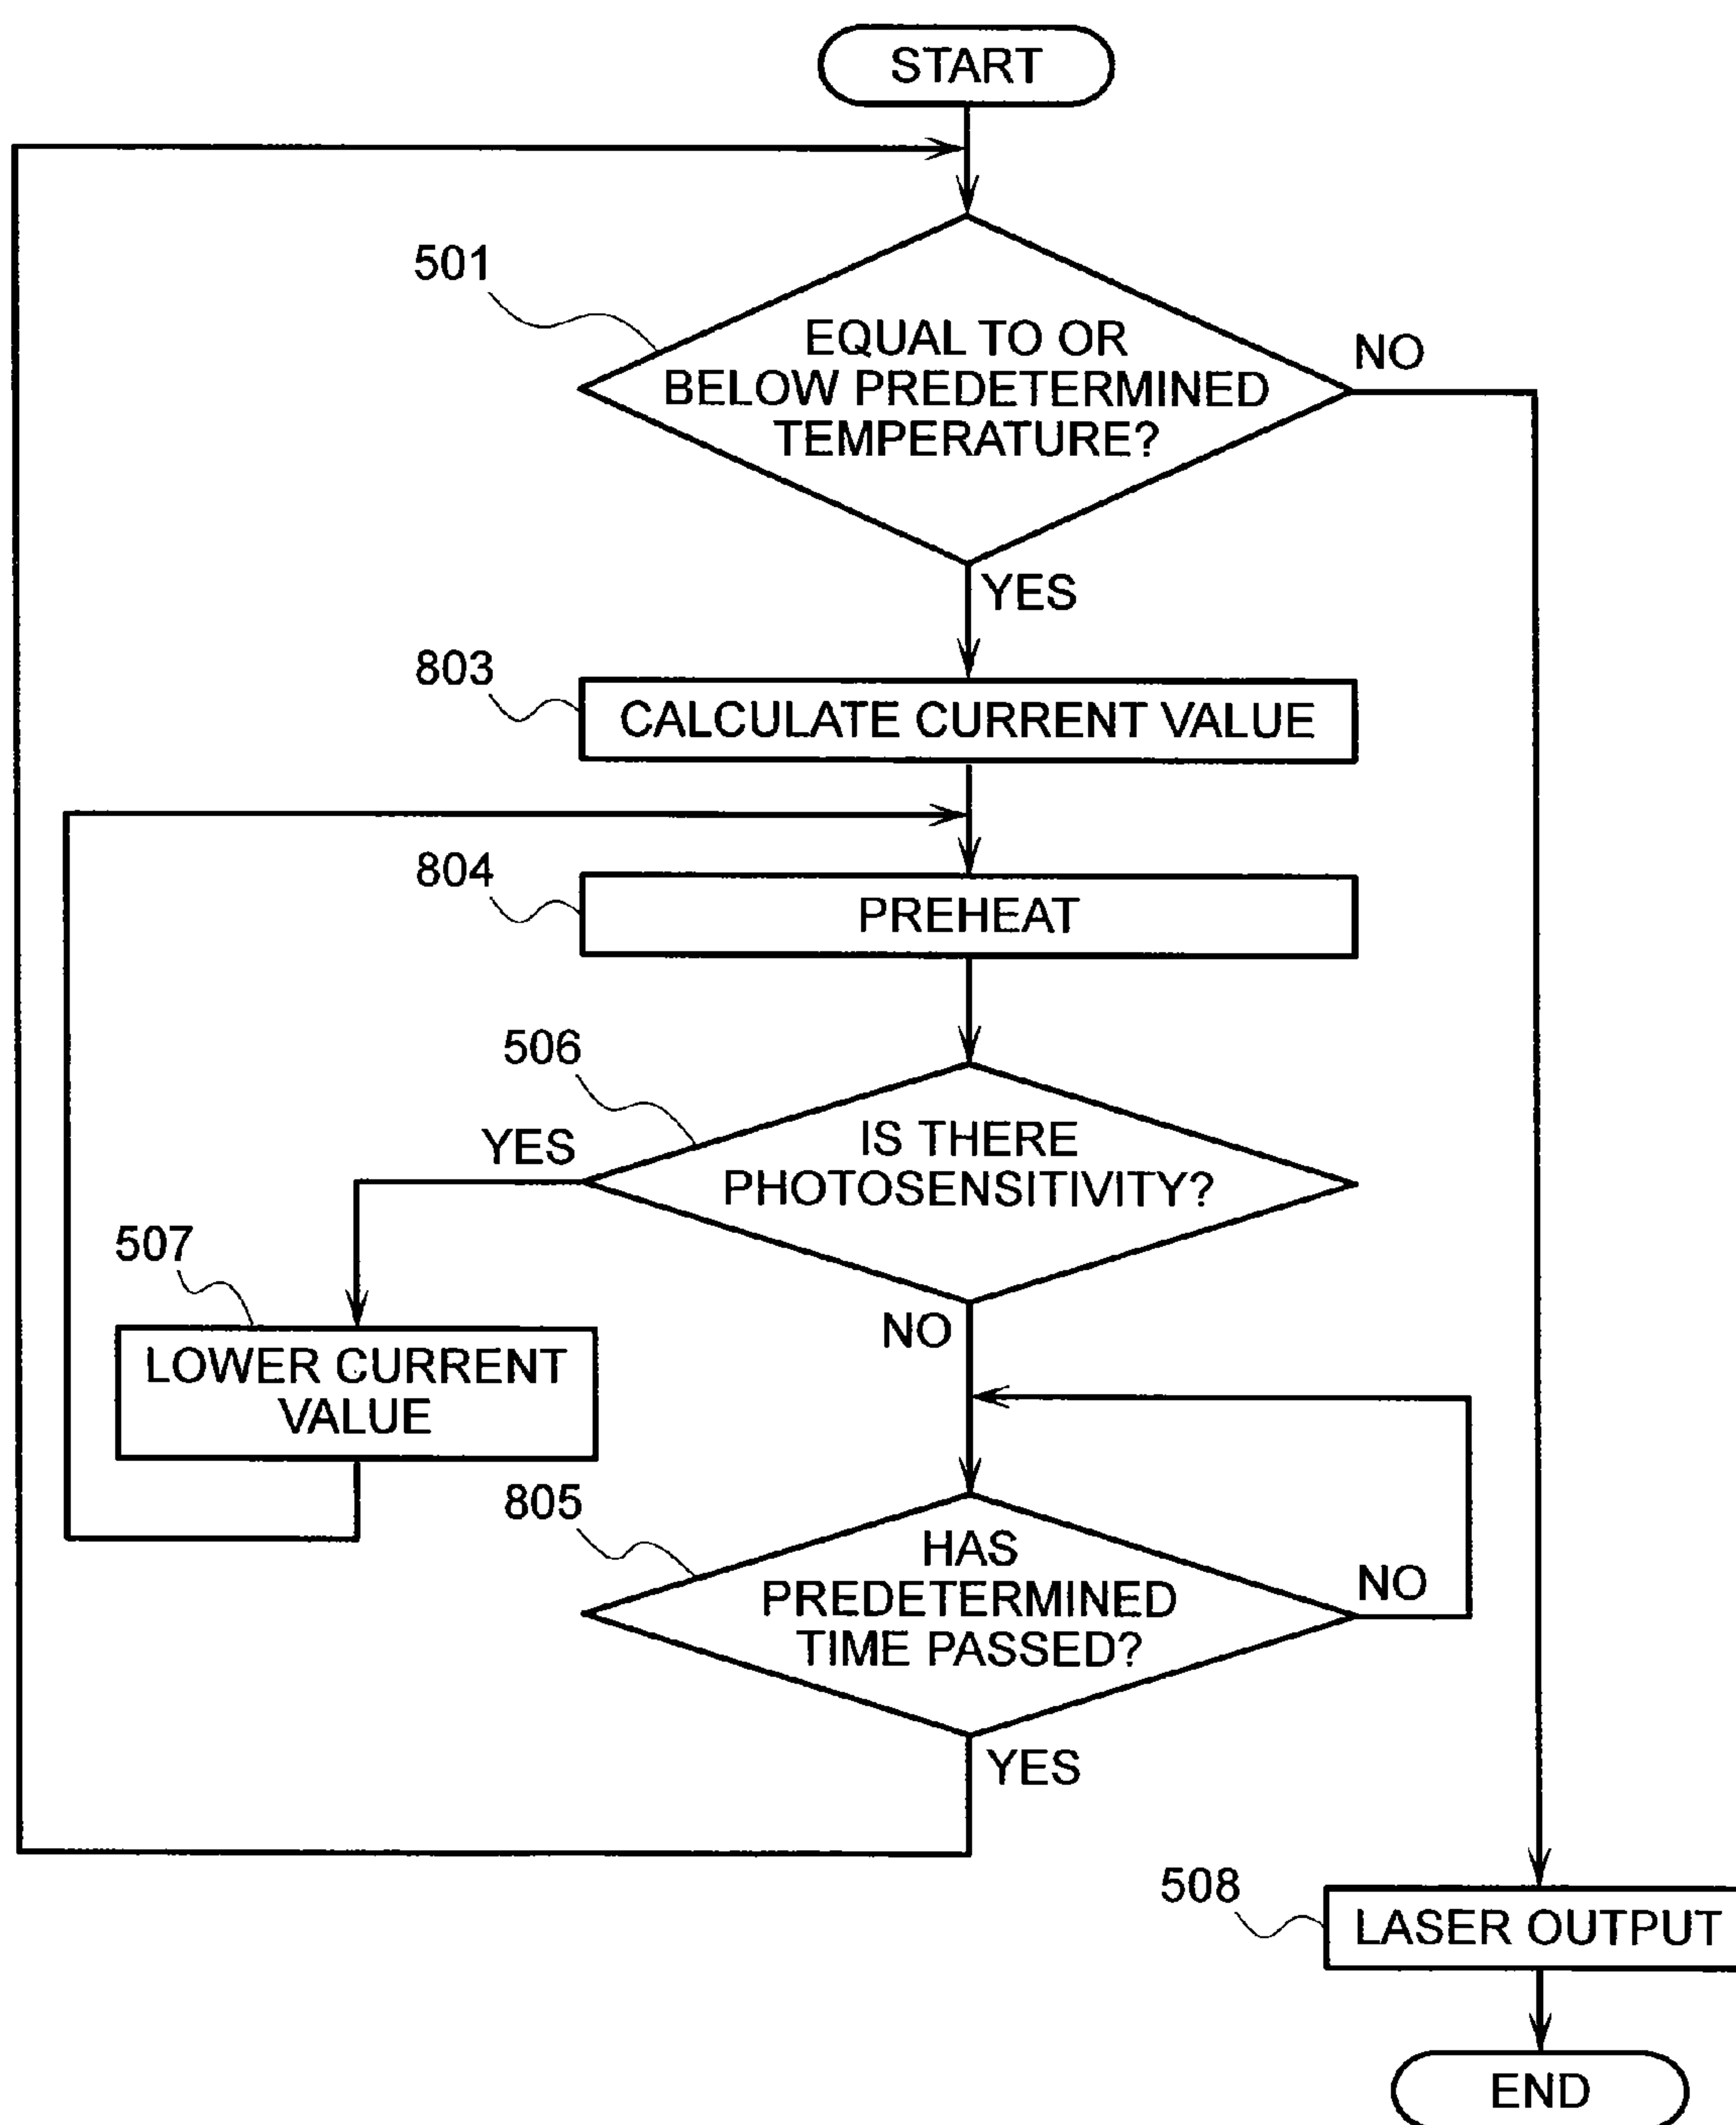 START
501
EQUAL TO OR
BELOW PREDETERMINED
TEMPERATURE?
NO
YES
803
CALCULATE CURRENT VALUE
804
PREHEAT
506
IS THERE
PHOTOSENSITIVITY?
YES
NO
507
LOWER CURRENT
VALUE
805
HAS
PREDETERMINED
TIME PASSED?
NO
YES
508
LASER OUTPUT
END